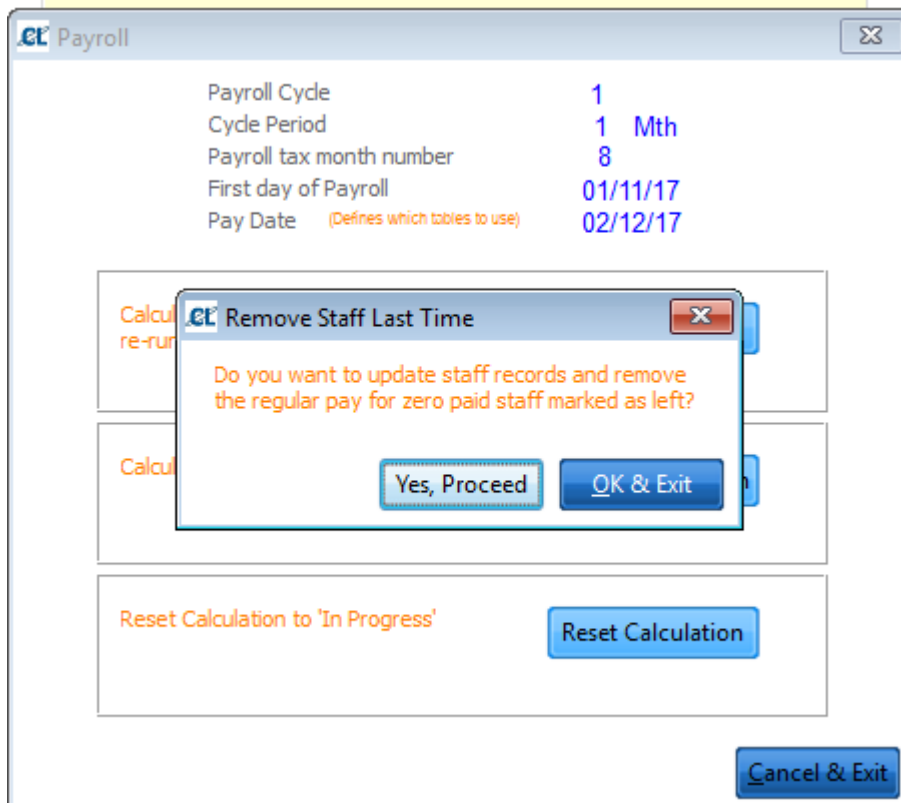 CL Payroll
Payroll Cycle 1
Cycle Period 1 Mth
Payroll tax month number 8
First day of Payroll 01/11/17
Pay Date (Defines which tables to use) 02/12/17
CL Remove Staff Last Time
Do you want to update staff records and remove
the regular pay for zero paid staff marked as left?
Yes, Proceed OK & Exit
Reset Calculation to 'In Progress'
Reset Calculation
Cancel & Exit